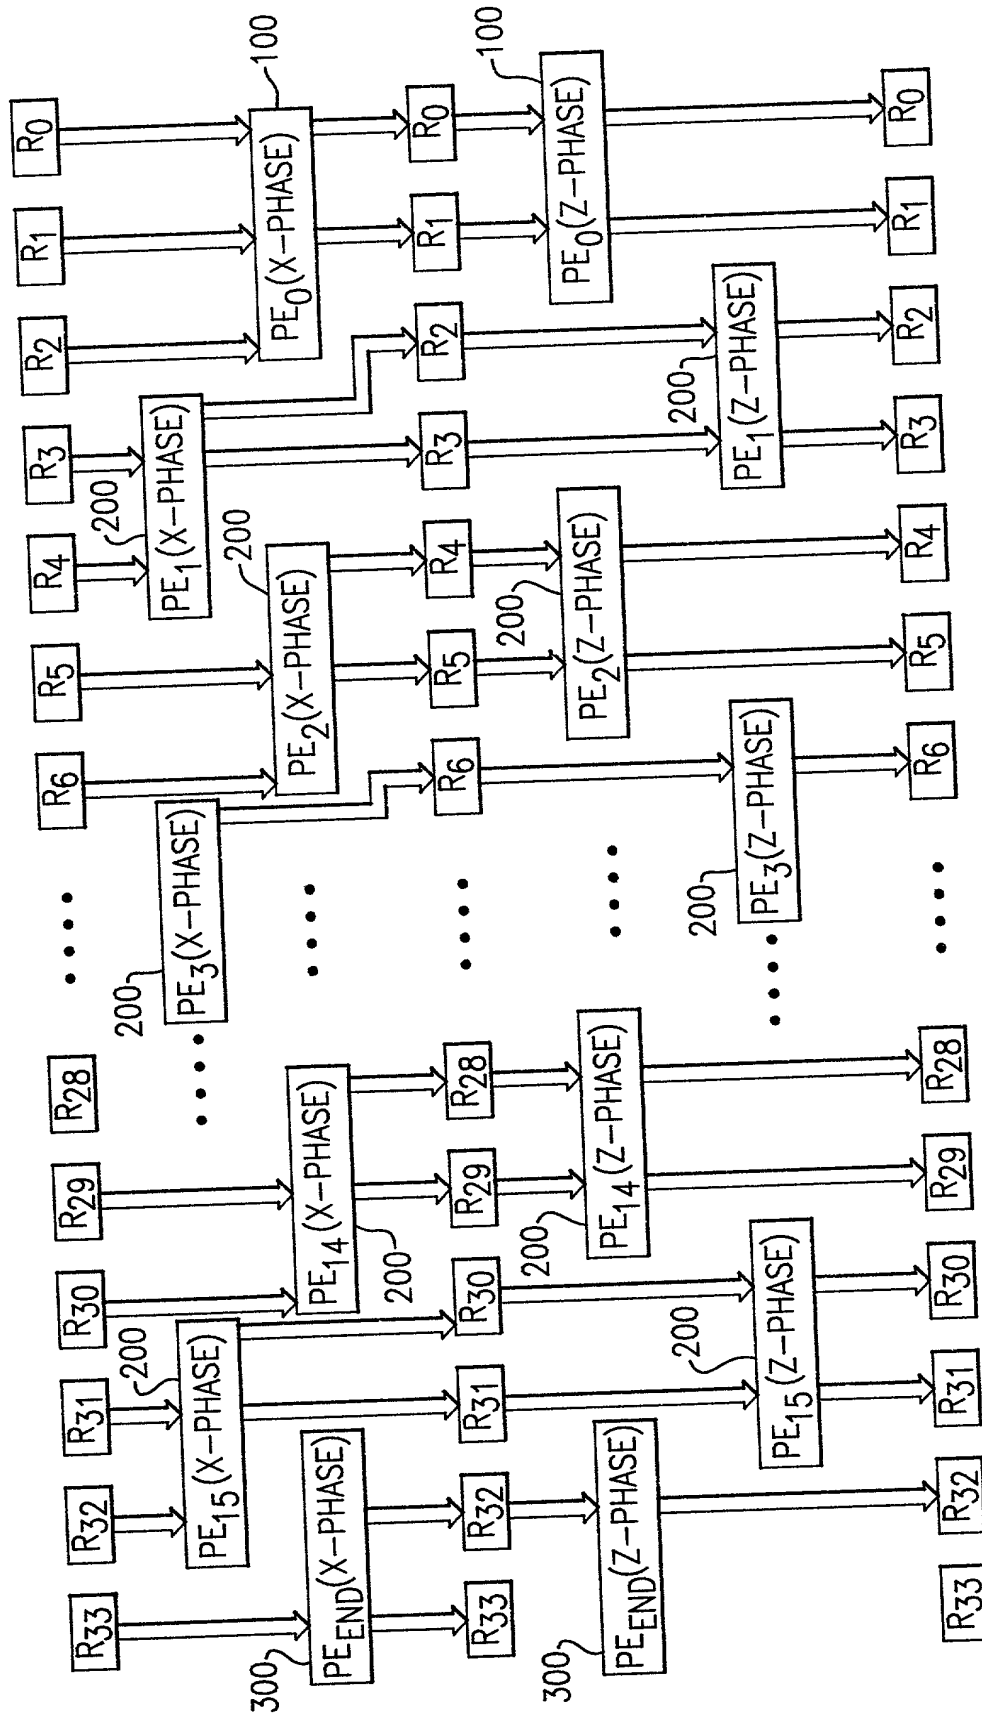 R33 R32 R31 R30 R29 R28 R6 R5 R4 R3 R2 R1 R0
PE15(X-PHASE) 200 200 PE3(X-PHASE) PE1(X-PHASE) 200
300 PEEND(X-PHASE) PE14(X-PHASE) 200 PE2(X-PHASE) 200 PE0(X-PHASE) 100
R33 R32 R31 R30 R29 R28 R6 R5 R4 R3 R2 R1 R0
300 PEEND(Z-PHASE) 200 PE14(Z-PHASE) PE2(Z-PHASE) 200 PE0(Z-PHASE) 100
PE15(Z-PHASE) 200 200 PE3(Z-PHASE) PE1(Z-PHASE) 200
R33 R32 R31 R30 R29 R28 R6 R5 R4 R3 R2 R1 R0